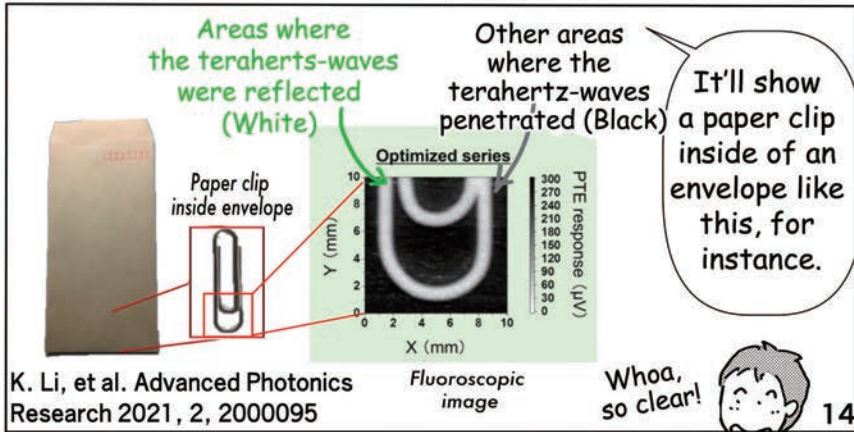 Areas where
the teraherts-waves
were reflected
(White)
Other areas
where the
terahertz-waves
penetrated (Black)
It'll show
a paper clip
inside of an
envelope like
this, for
instance.
Paper clip
inside envelope
Optimized series
10
8
6
4
2
0
Y (mm)
0 2 4 6 8 10
X (mm)
300
270
240
210
180
150
120
90
60
30
0
PTE response (μV)
Fluoroscopic
image
K. Li, et al. Advanced Photonics
Research 2021, 2, 2000095
Whoa,
so clear!
14